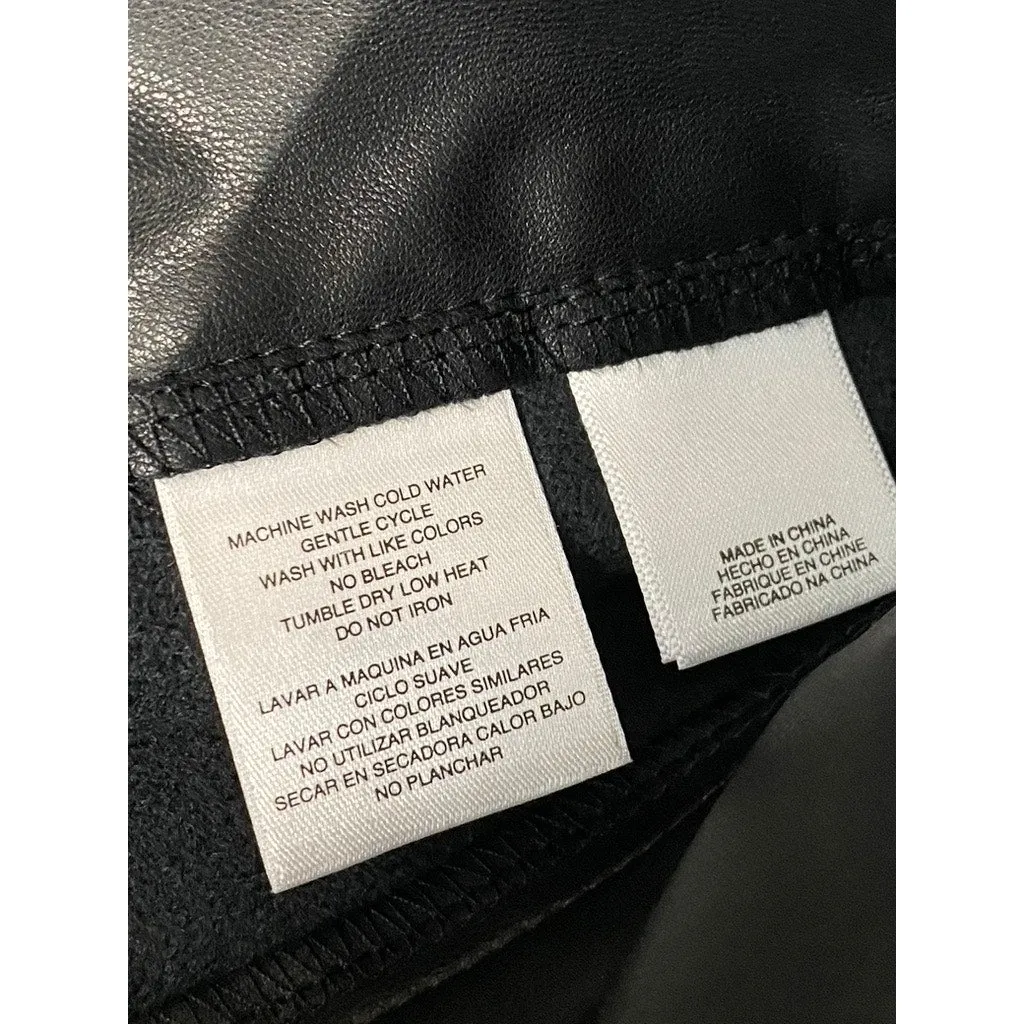 MACHINE WASH COLD WATER
GENTLE CYCLE
WASH WITH LIKE COLORS
NO BLEACH
TUMBLE DRY LOW HEAT
DO NOT IRON
LAVAR A MAQUINA EN AGUA FRIA
CICLO SUAVE
LAVAR CON COLORES SIMILARES
NO UTILIZAR BLANQUEADOR
SECAR EN SECADORA CALOR BAJO
NO PLANCHAR
MADE IN CHINA
HECHO EN CHINA
FABRIQUE EN CHINE
FABRICADO NA CHINA